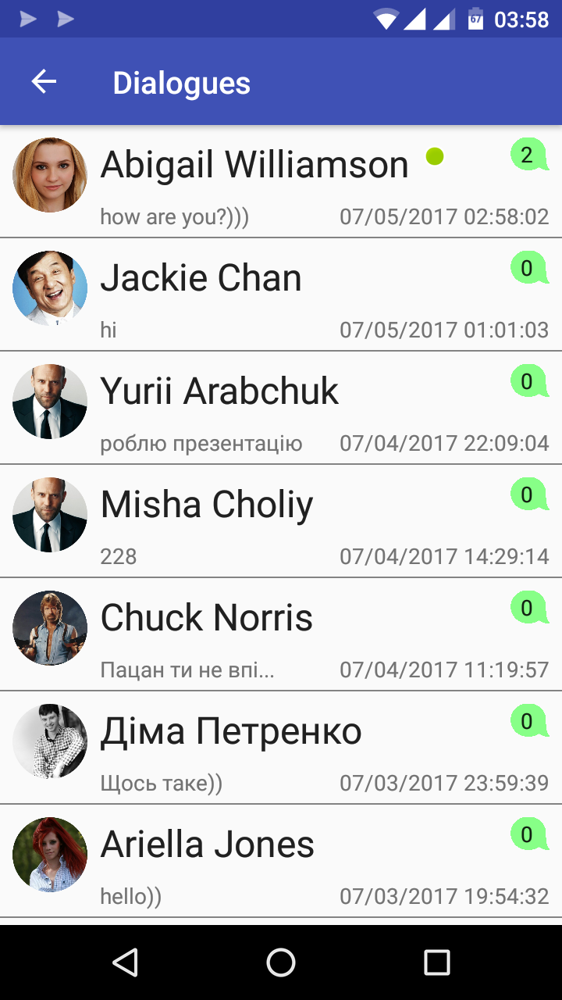 67 03:58
Dialogues
Abigail Williamson 2
how are you?))) 07/05/2017 02:58:02
Jackie Chan 0
hi 07/05/2017 01:01:03
Yurii Arabchuk 0
роблю презентацію 07/04/2017 22:09:04
Misha Choliy 0
228 07/04/2017 14:29:14
Chuck Norris 0
Пацан ти не впі... 07/04/2017 11:19:57
Діма Петренко 0
Щось таке)) 07/03/2017 23:59:39
Ariella Jones 0
hello)) 07/03/2017 19:54:32